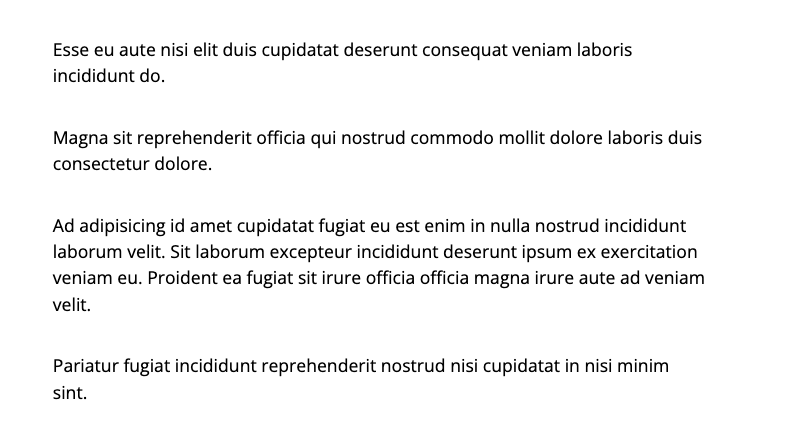 Esse eu aute nisi elit duis cupidatat deserunt consequat veniam laboris
incididunt do.
Magna sit reprehenderit officia qui nostrud commodo mollit dolore laboris duis
consectetur dolore.
Ad adipisicing id amet cupidatat fugiat eu est enim in nulla nostrud incididunt
laborum velit. Sit laborum excepteur incididunt deserunt ipsum ex exercitation
veniam eu. Proident ea fugiat sit irure officia officia magna irure aute ad veniam
velit.
Pariatur fugiat incididunt reprehenderit nostrud nisi cupidatat in nisi minim
sint.